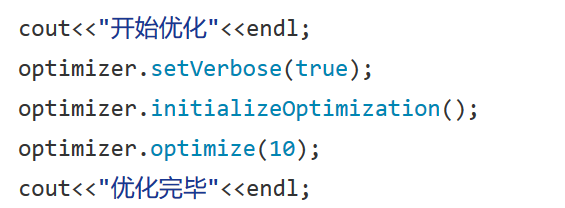 cout<<"开始优化"<<endl;
optimizer.setVerbose(true);
optimizer.initializeOptimization();
optimizer.optimize(10);
cout<<"优化完毕"<<endl;